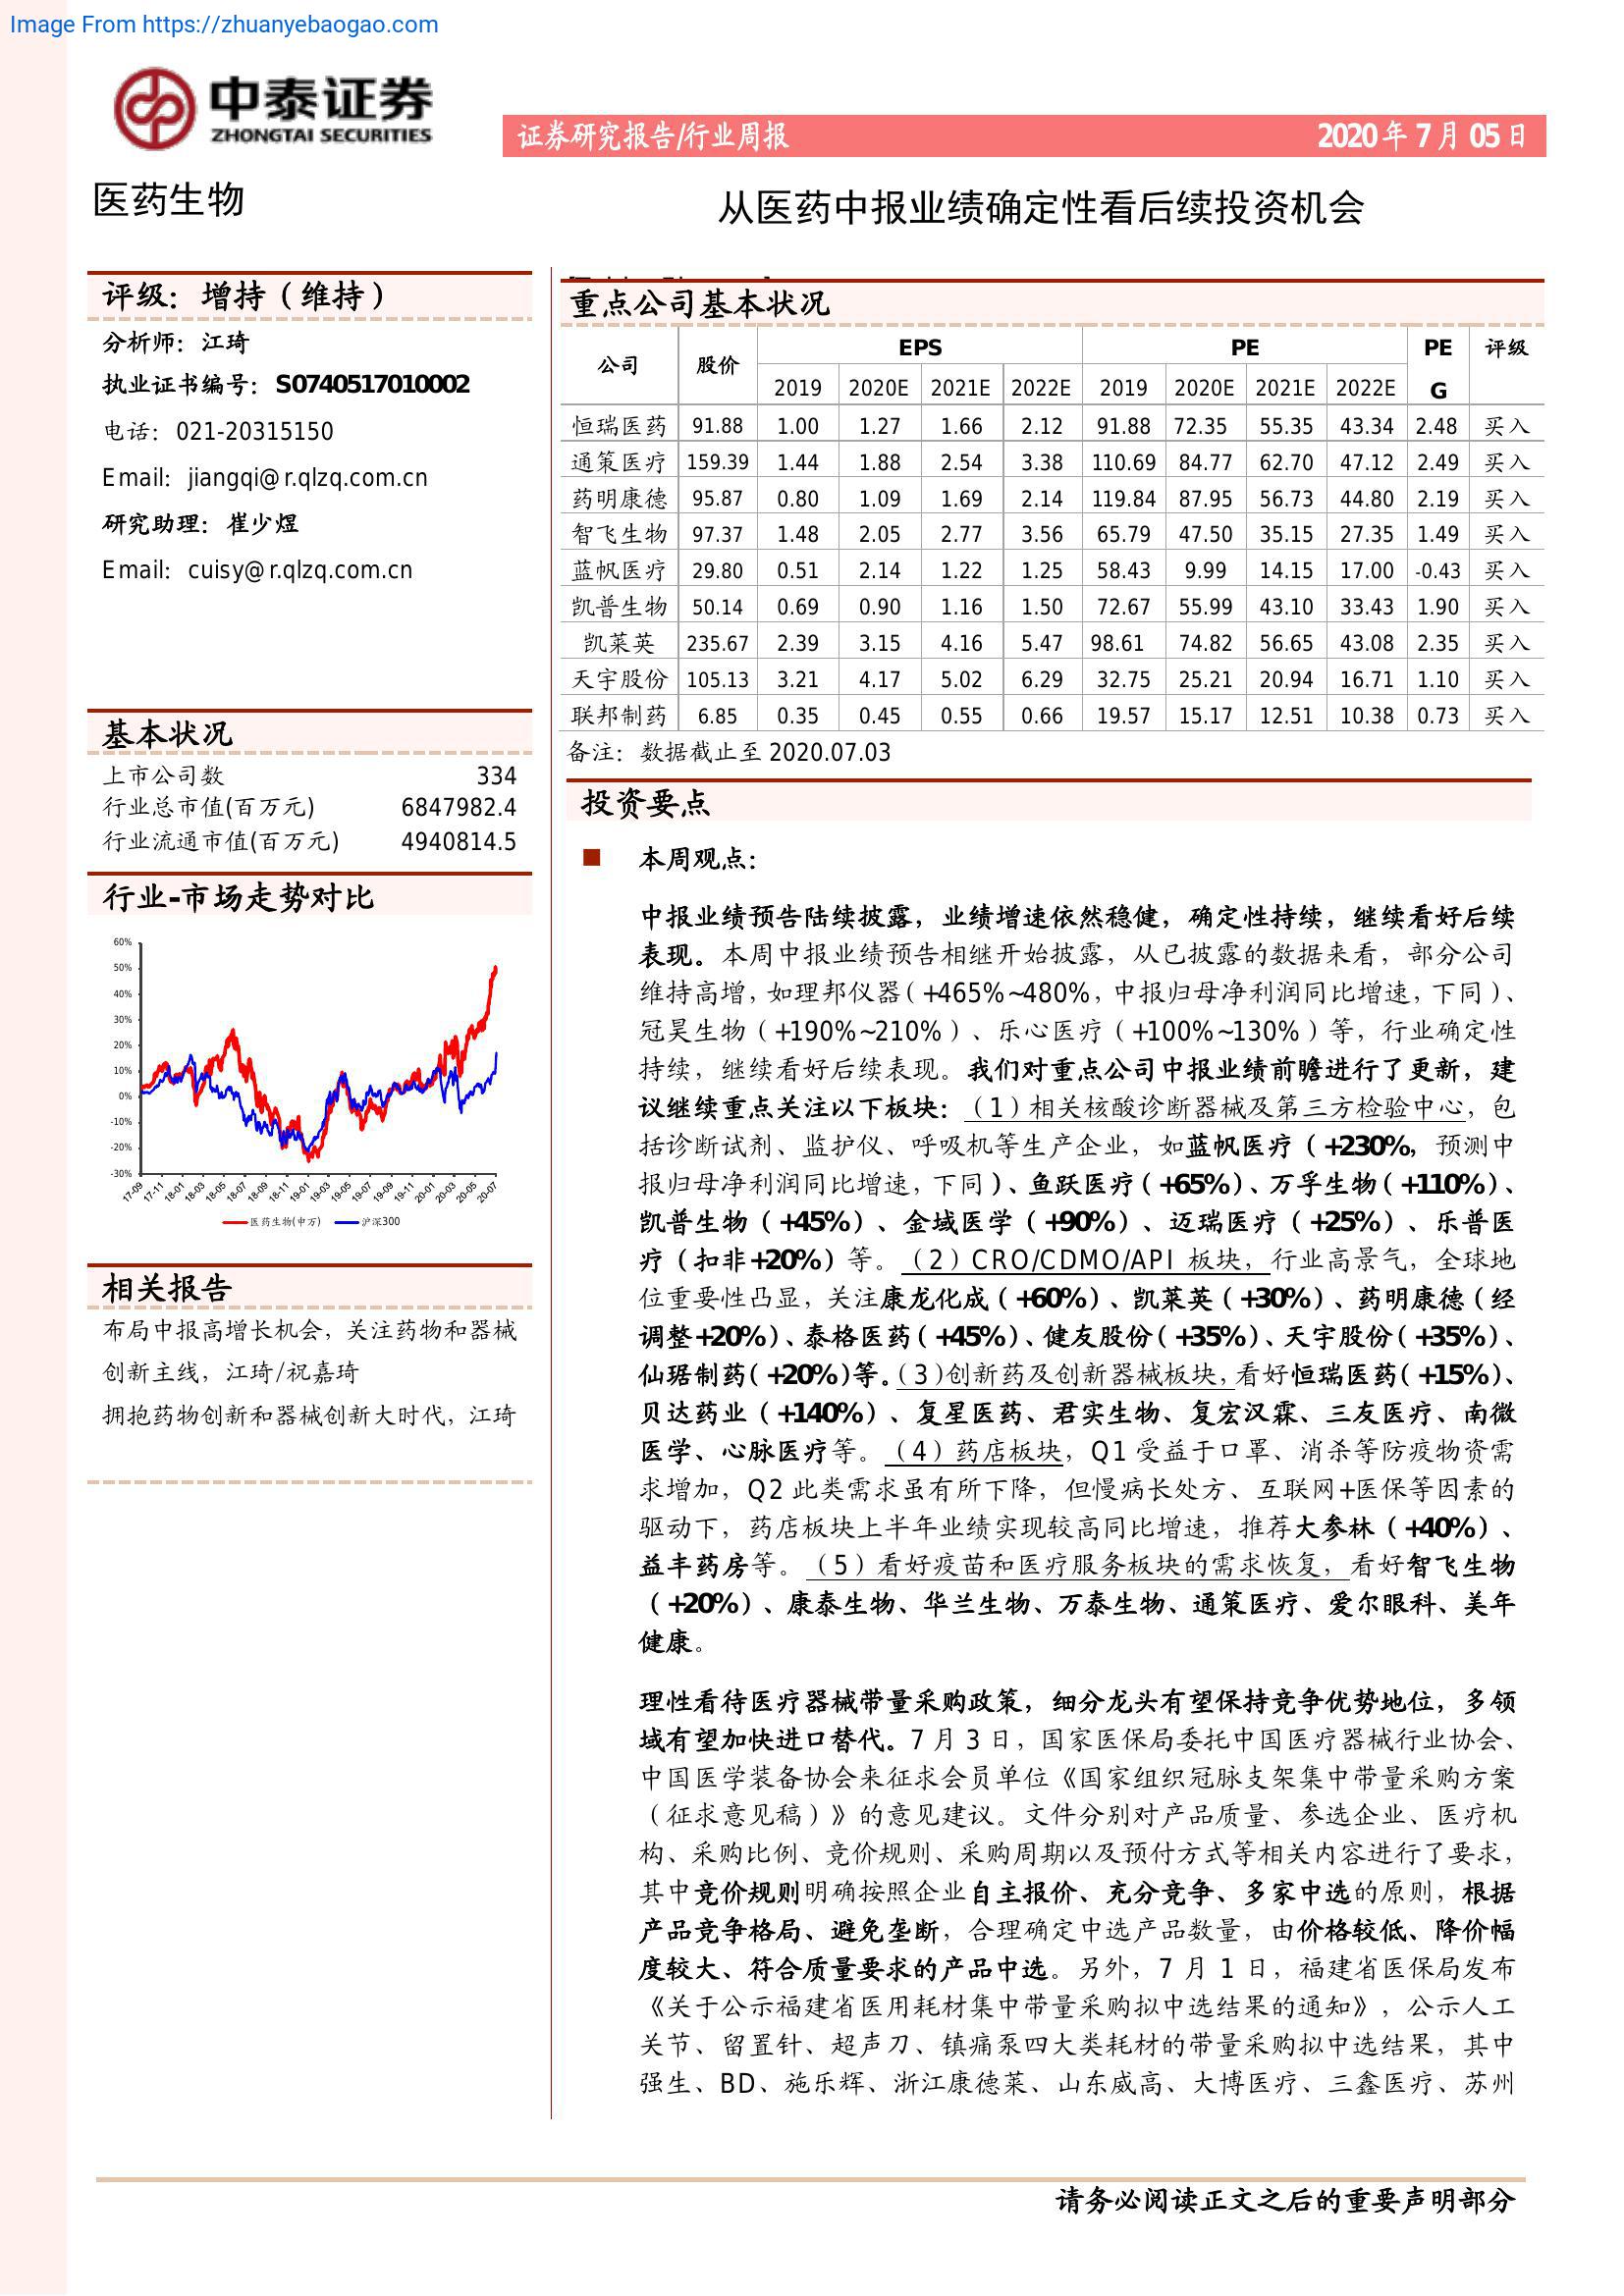 Image From https://zhuanyebaogao.com
中泰证券
ZHONGTAI SECURITIES
证券研究报告/行业周报 2020年7月05日
医药生物
从医药中报业绩确定性看后续投资机会
评级：增持（维持）
分析师：江琦
执业证书编号：S0740517010002
电话：021-20315150
Email：jiangqi@r.qlzq.com.cn
研究助理：崔少煜
Email：cuisy@r.qlzq.com.cn
基本状况
上市公司数 334
行业总市值(百万元) 6847982.4
行业流通市值(百万元) 4940814.5
行业-市场走势对比
60%
50%
40%
30%
20%
10%
0%
-10%
-20%
-30%
17-09 17-11 18-01 18-03 18-05 18-07 18-09 18-11 19-01 19-03 19-05 19-07 19-09 19-11 20-01 20-03 20-05 20-07
医药生物(申万) 沪深300
相关报告
布局中报高增长机会，关注药物和器械
创新主线，江琦/祝嘉琦
拥抱药物创新和器械创新大时代，江琦
重点公司基本状况
公司 股价 EPS PE PE 评级
2019 2020E 2021E 2022E 2019 2020E 2021E 2022E G
恒瑞医药 91.88 1.00 1.27 1.66 2.12 91.88 72.35 55.35 43.34 2.48 买入
通策医疗 159.39 1.44 1.88 2.54 3.38 110.69 84.77 62.70 47.12 2.49 买入
药明康德 95.87 0.80 1.09 1.69 2.14 119.84 87.95 56.73 44.80 2.19 买入
智飞生物 97.37 1.48 2.05 2.77 3.56 65.79 47.50 35.15 27.35 1.49 买入
蓝帆医疗 29.80 0.51 2.14 1.22 1.25 58.43 9.99 14.15 17.00 -0.43 买入
凯普生物 50.14 0.69 0.90 1.16 1.50 72.67 55.99 43.10 33.43 1.90 买入
凯莱英 235.67 2.39 3.15 4.16 5.47 98.61 74.82 56.65 43.08 2.35 买入
天宇股份 105.13 3.21 4.17 5.02 6.29 32.75 25.21 20.94 16.71 1.10 买入
联邦制药 6.85 0.35 0.45 0.55 0.66 19.57 15.17 12.51 10.38 0.73 买入
备注：数据截止至 2020.07.03
投资要点
■ 本周观点：
中报业绩预告陆续披露，业绩增速依然稳健，确定性持续，继续看好后续
表现。本周中报业绩预告相继开始披露，从已披露的数据来看，部分公司
维持高增，如理邦仪器（+465%~480%，中报归母净利润同比增速，下同）、
冠昊生物（+190%~210%）、乐心医疗（+100%~130%）等，行业确定性
持续，继续看好后续表现。我们对重点公司中报业绩前瞻进行了更新，建
议继续重点关注以下板块：（1）相关核酸诊断器械及第三方检验中心，包
括诊断试剂、监护仪、呼吸机等生产企业，如蓝帆医疗（+230%，预测中
报归母净利润同比增速，下同）、鱼跃医疗（+65%）、万孚生物（+110%）、
凯普生物（+45%）、金域医学（+90%）、迈瑞医疗（+25%）、乐普医
疗（扣非+20%）等。（2）CRO/CDMO/API 板块，行业高景气，全球地
位重要性凸显，关注康龙化成（+60%）、凯莱英（+30%）、药明康德（经
调整+20%）、泰格医药（+45%）、健友股份（+35%）、天宇股份（+35%）、
仙琚制药（+20%)等。（3）创新药及创新器械板块，看好恒瑞医药（+15%）、
贝达药业（+140%）、复星医药、君实生物、复宏汉霖、三友医疗、南微
医学、心脉医疗等。（4）药店板块，Q1 受益于口罩、消杀等防疫物资需
求增加，Q2 此类需求虽有所下降，但慢病长处方、互联网+医保等因素的
驱动下，药店板块上半年业绩实现较高同比增速，推荐大参林（+40%）、
益丰药房等。（5）看好疫苗和医疗服务板块的需求恢复，看好智飞生物
（+20%）、康泰生物、华兰生物、万泰生物、通策医疗、爱尔眼科、美年
健康。
理性看待医疗器械带量采购政策，细分龙头有望保持竞争优势地位，多领
域有望加快进口替代。7 月 3 日，国家医保局委托中国医疗器械行业协会、
中国医学装备协会来征求会员单位《国家组织冠脉支架集中带量采购方案
（征求意见稿）》的意见建议。文件分别对产品质量、参选企业、医疗机
构、采购比例、竞价规则、采购周期以及预付方式等相关内容进行了要求，
其中竞价规则明确按照企业自主报价、充分竞争、多家中选的原则，根据
产品竞争格局、避免垄断，合理确定中选产品数量，由价格较低、降价幅
度较大、符合质量要求的产品中选。另外，7 月 1 日，福建省医保局发布
《关于公示福建省医用耗材集中带量采购拟中选结果的通知》，公示人工
关节、留置针、超声刀、镇痛泵四大类耗材的带量采购拟中选结果，其中
强生、BD、施乐辉、浙江康德莱、山东威高、大博医疗、三鑫医疗、苏州
请务必阅读正文之后的重要声明部分